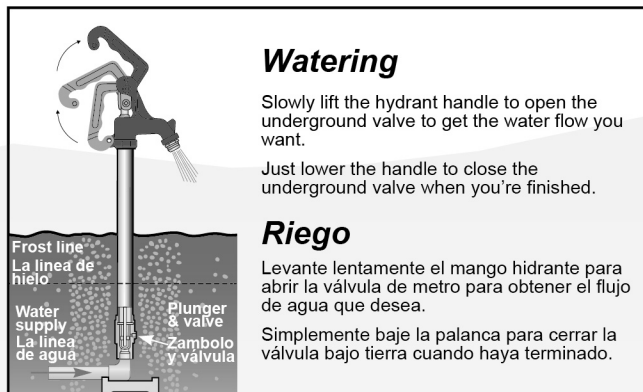 Watering
Slowly lift the hydrant handle to open the
underground valve to get the water flow you
want.
Just lower the handle to close the
underground valve when you're finished.
Riego
Levante lentamente el mango hidrante para
abrir la válvula de metro para obtener el flujo
de agua que desea.
Simplemente baje la palanca para cerrar la
válvula bajo tierra cuando haya terminado.
Frost line
La linea de
hielo
Water
supply
La linea
de agua
Plunger
& valve
Zambolo
y válvula